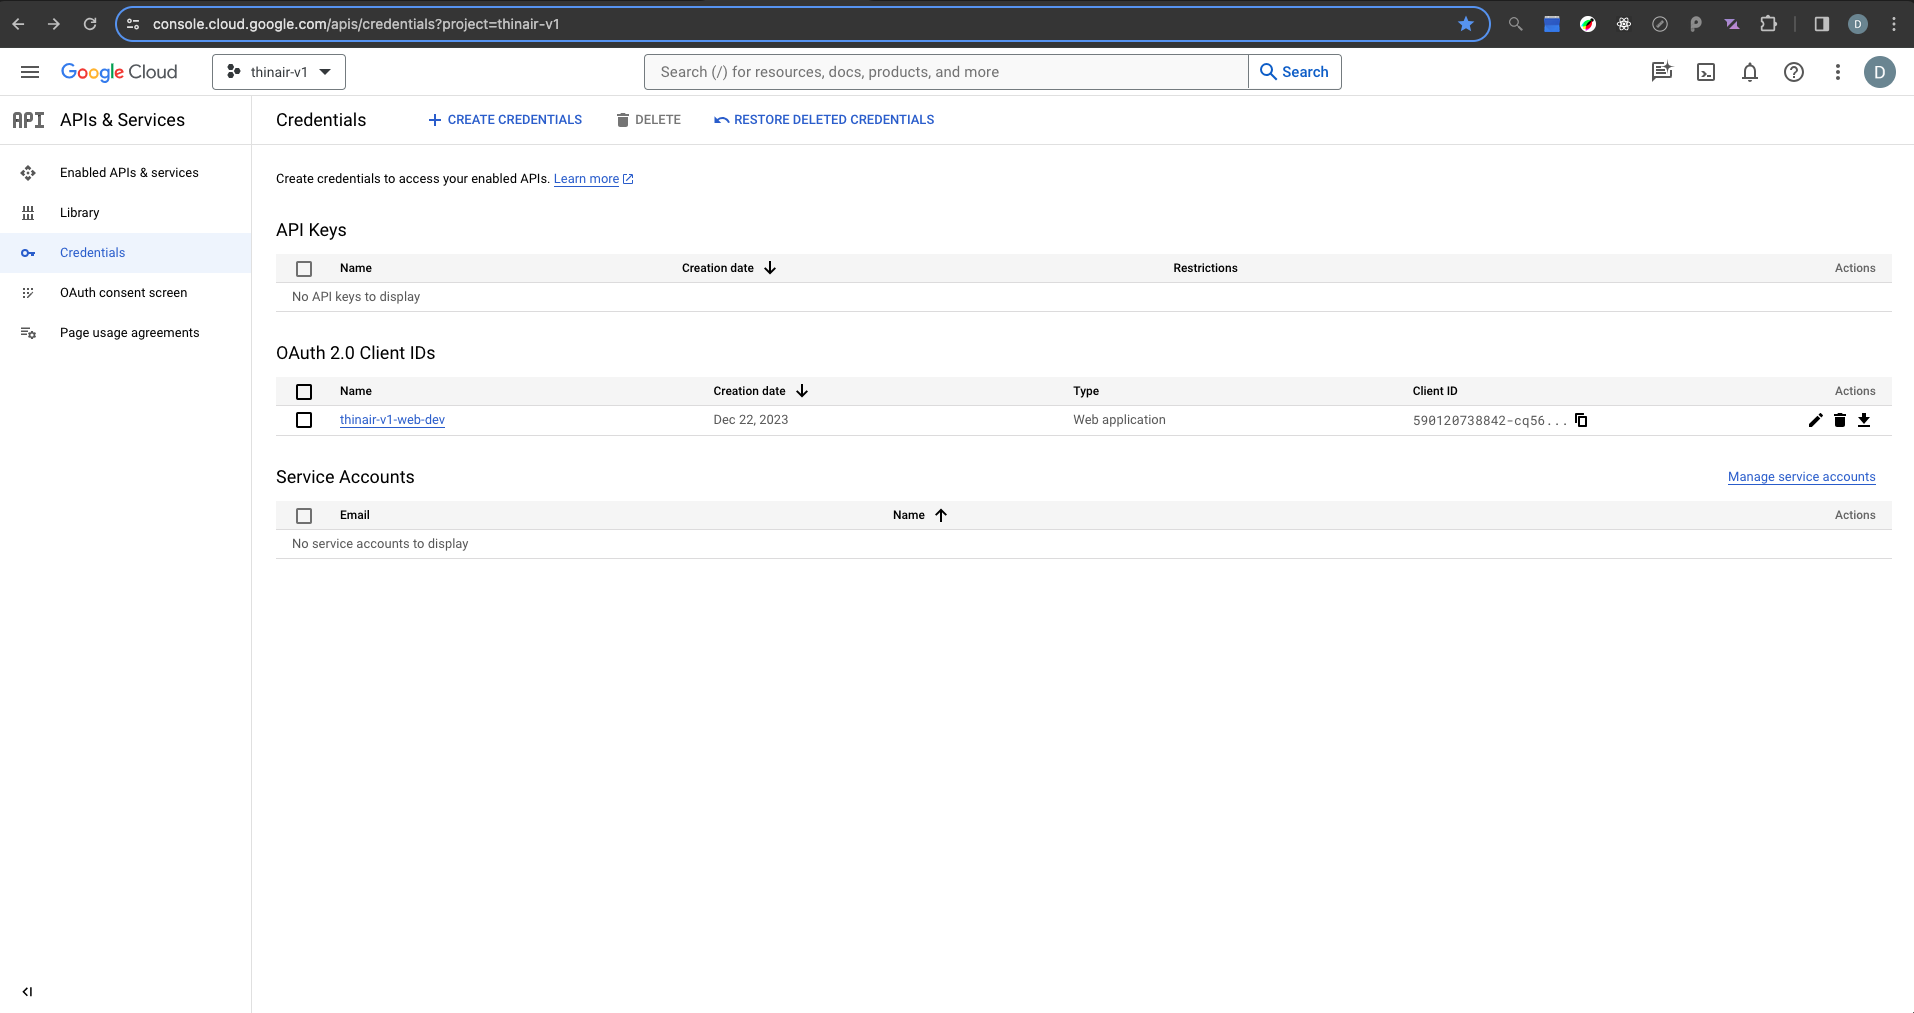 console.cloud.google.com/apis/credentials?project=thinair-v1
D
Google Cloud
thinair-v1
Search (/) for resources, docs, products, and more
Search
D
API APIs & Services
Credentials
CREATE CREDENTIALS
DELETE
RESTORE DELETED CREDENTIALS
Enabled APIs & services
Library
Credentials
OAuth consent screen
Page usage agreements
Create credentials to access your enabled APIs. Learn more
API Keys
Name Creation date Restrictions Actions
No API keys to display
OAuth 2.0 Client IDs
Name Creation date Type Client ID Actions
thinair-v1-web-dev Dec 22, 2023 Web application 590120738842-cq56...
Service Accounts
Manage service accounts
Email Name Actions
No service accounts to display